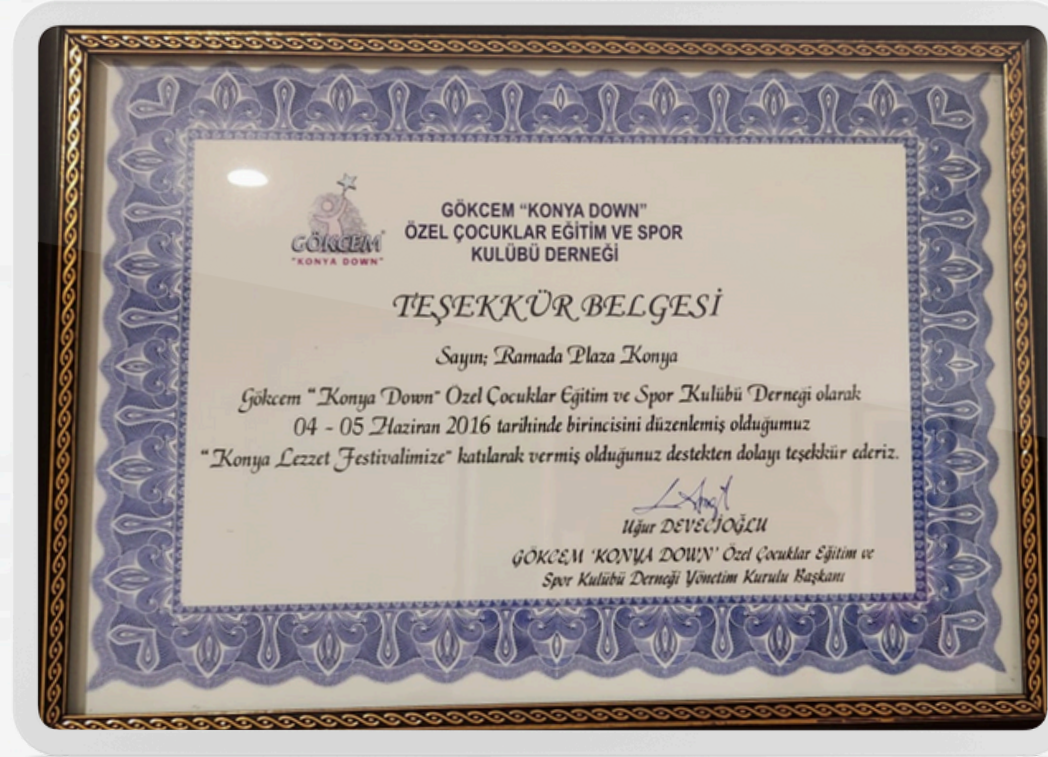 GÖKCEM
"KONYA DOWN"
GÖKCEM “KONYA DOWN”
ÖZEL ÇOCUKLAR EĞİTİM VE SPOR
KULÜBÜ DERNEĞİ
TEŞEKKÜR BELGESİ
Sayın; Ramada Plaza Konya
Gökcem “Konya Down” Özel Çocuklar Eğitim ve Spor Kulübü Derneği olarak
04 - 05 Haziran 2016 tarihinde birincisini düzenlemiş olduğumuz
“Konya Lezzet Festivalimize” katılarak vermiş olduğunuz destekten dolayı teşekkür ederiz.
Uğur DEVECİOĞLU
GÖKCEM ‘KONYA DOWN’ Özel Çocuklar Eğitim ve
Spor Kulübü Derneği Yönetim Kurulu Başkanı